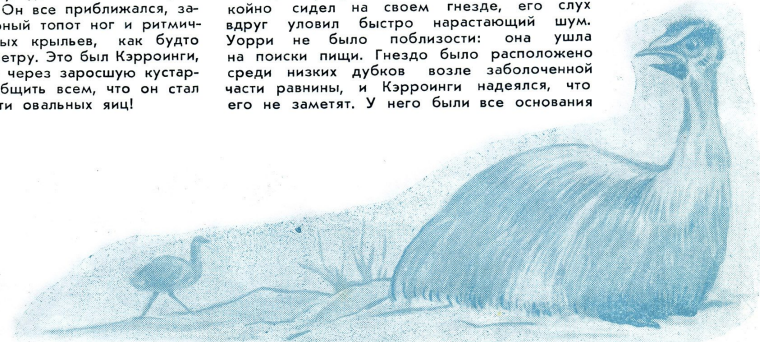 Он все приближался, за-
ный топот ног и ритмич-
ых крыльев, как будто
етру. Это был Кэрроинги,
через заросшую кустар-
бщить всем, что он стал
ти овальных яиц!
койно сидел на своем гнезде, его слух
вдруг уловил быстро нарастающий шум.
Уорри не было поблизости: она ушла
на поиски пищи. Гнездо было расположено
среди низких дубков возле заболоченной
части равнины, и Кэрроинги надеялся, что
его не заметят. У него были все основания